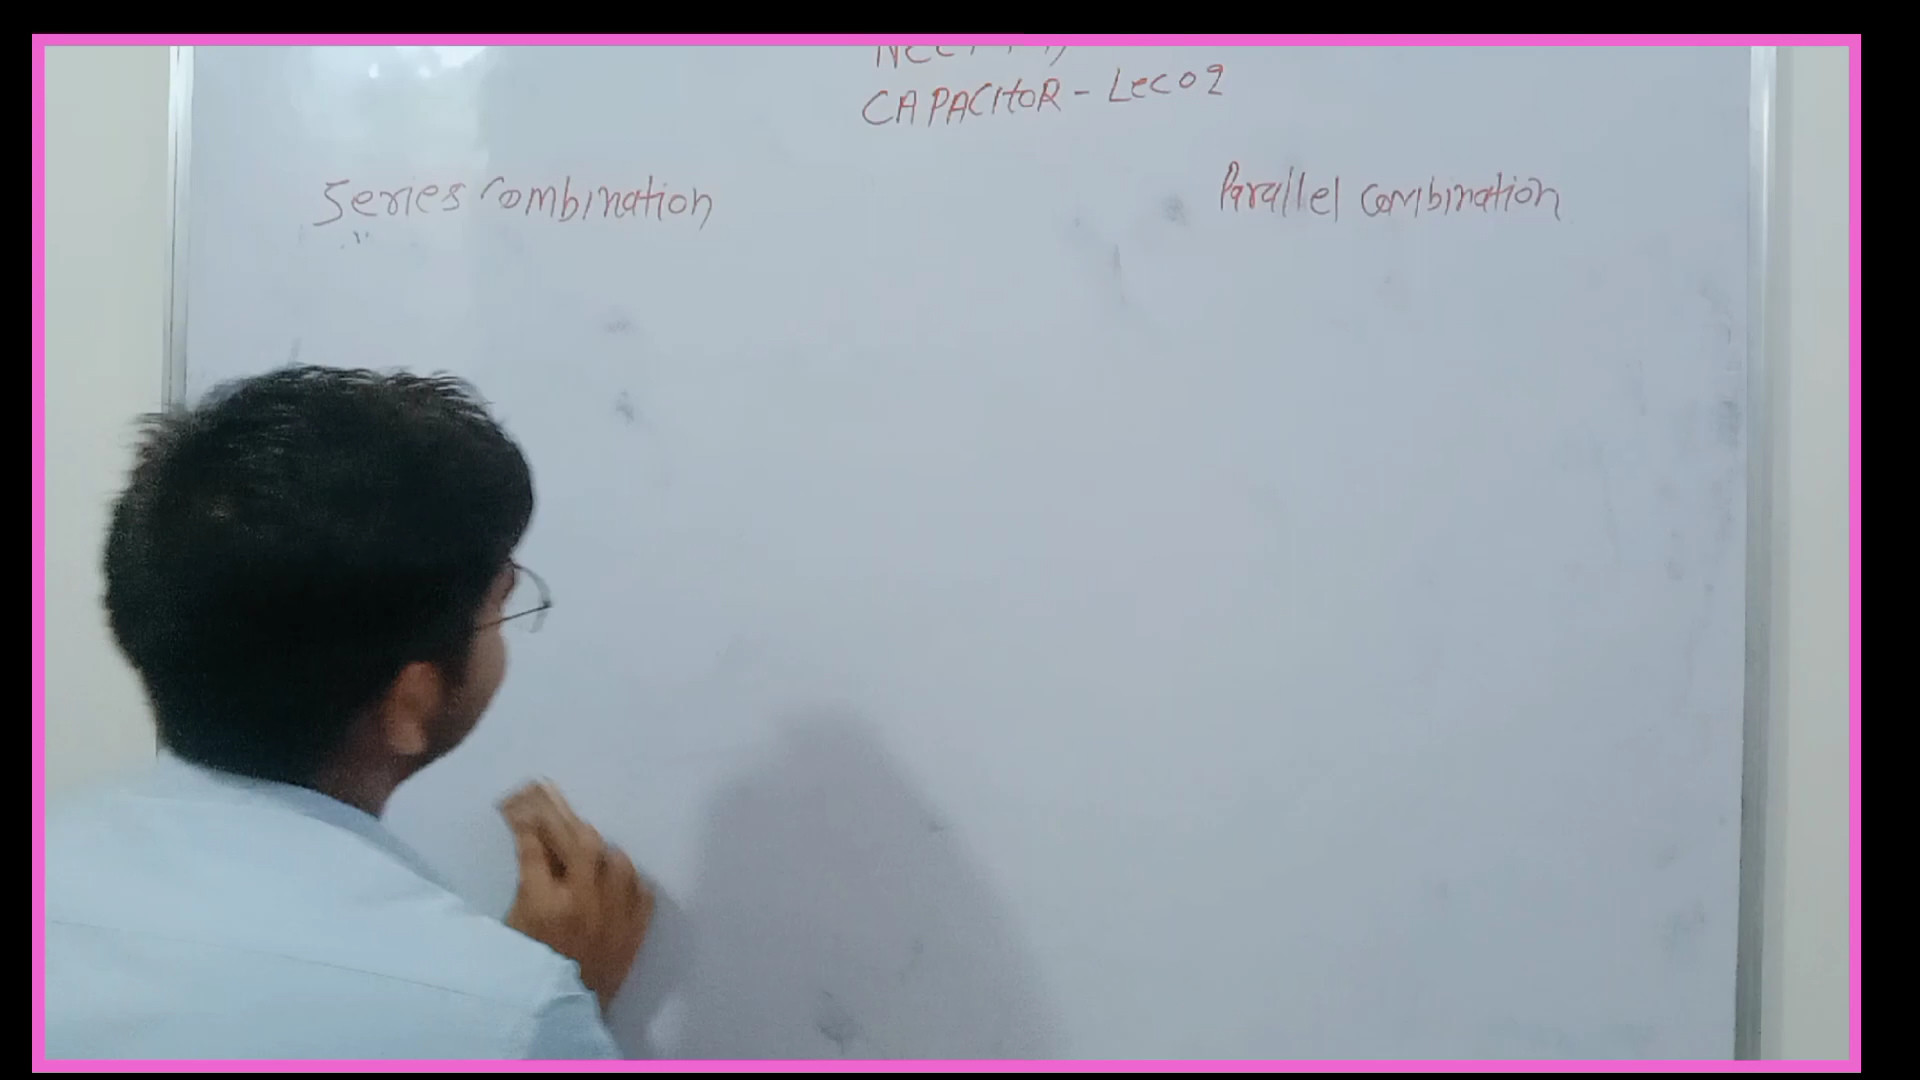 CAPACITOR - Lec 02
Series Combination
Parallel combination